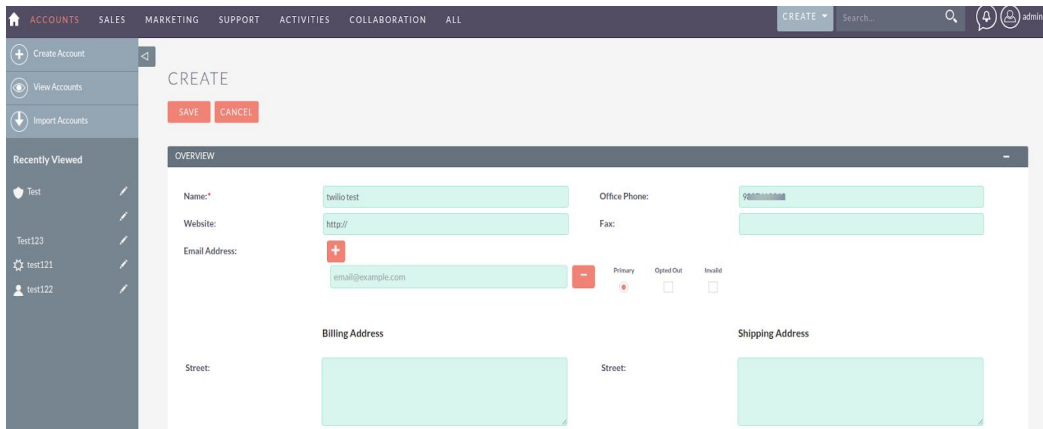 ACCOUNTS SALES MARKETING SUPPORT ACTIVITIES COLLABORATION ALL CREATE Search... admin
Create Account
View Accounts
Import Accounts
Recently Viewed
Test
Test123
test121
test122
CREATE
SAVE CANCEL
OVERVIEW
Name:* twilio test Office Phone:
Website: http:// Fax:
Email Address:
email@example.com Primary Opted Out Invalid
Billing Address Shipping Address
Street: Street: